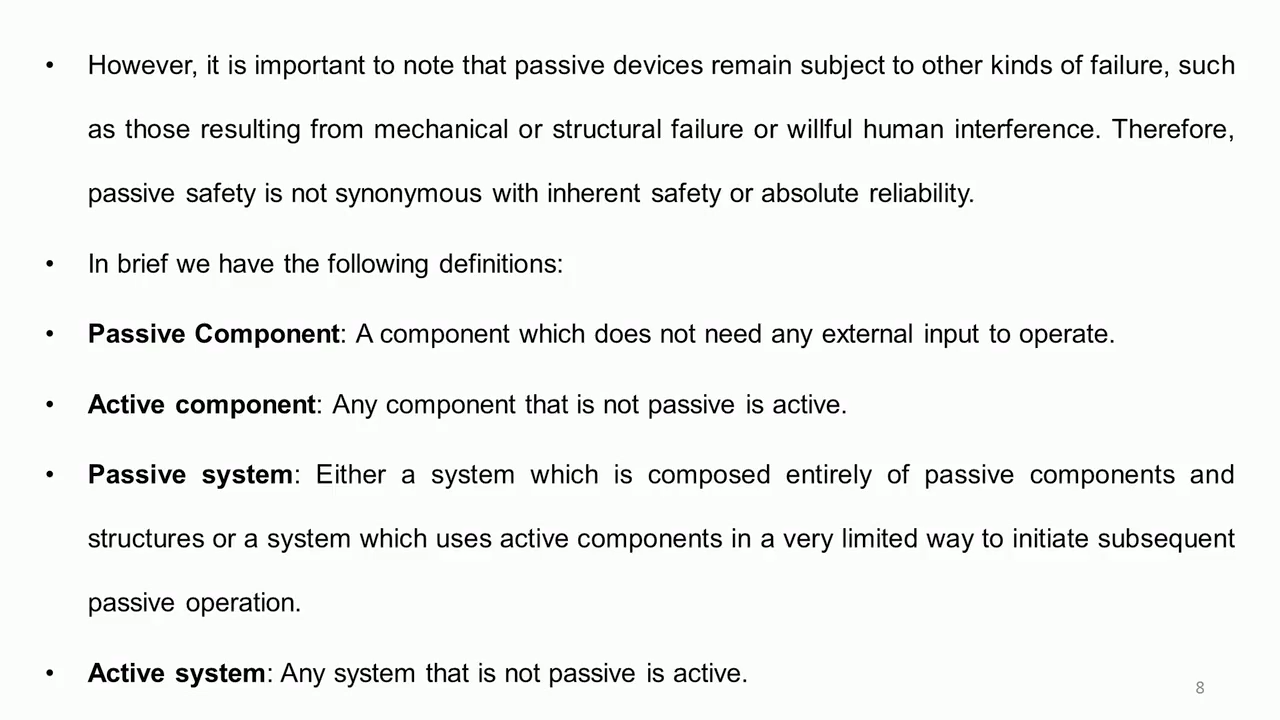 • However, it is important to note that passive devices remain subject to other kinds of failure, such
as those resulting from mechanical or structural failure or willful human interference. Therefore,
passive safety is not synonymous with inherent safety or absolute reliability.
• In brief we have the following definitions:
• Passive Component: A component which does not need any external input to operate.
• Active component: Any component that is not passive is active.
• Passive system: Either a system which is composed entirely of passive components and
structures or a system which uses active components in a very limited way to initiate subsequent
passive operation.
• Active system: Any system that is not passive is active.
8